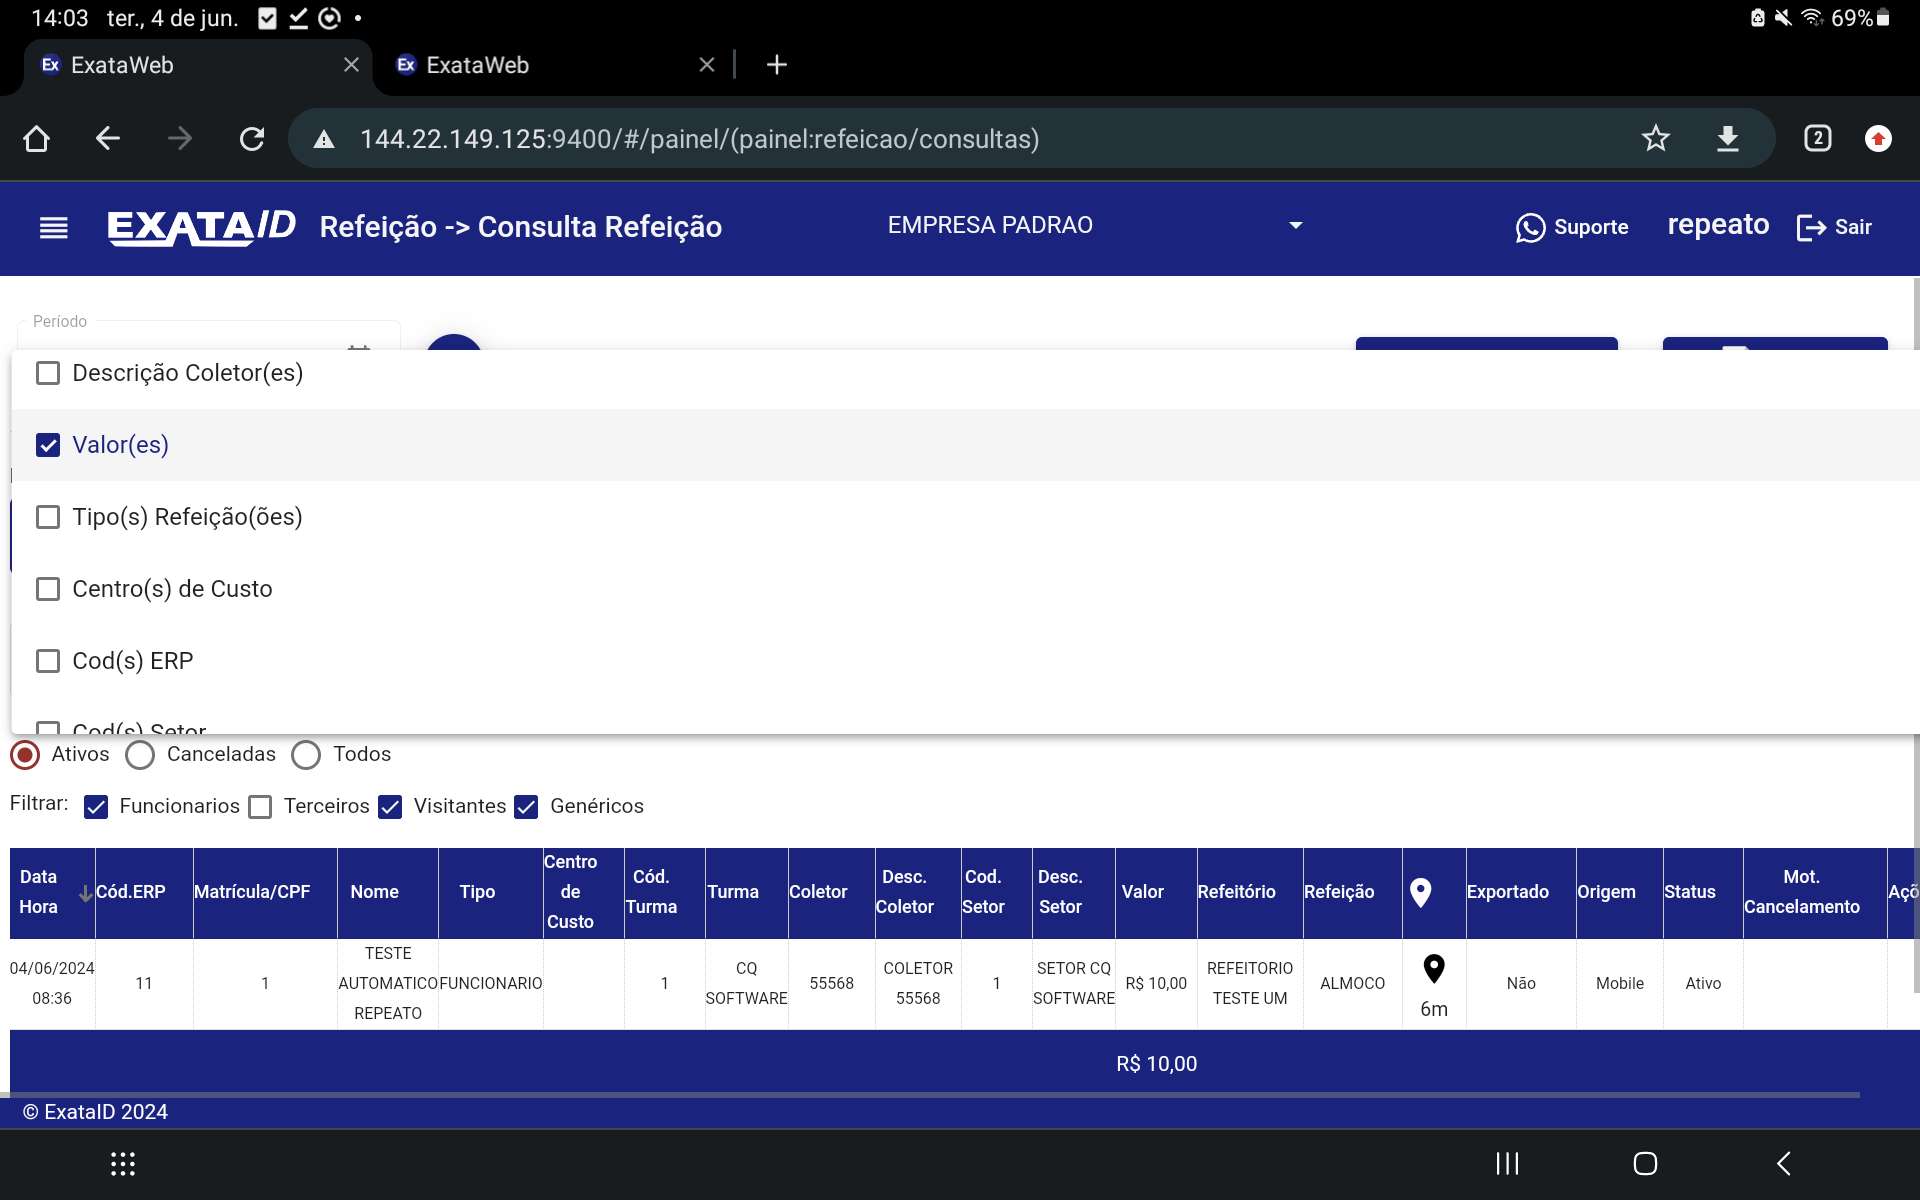 14:03 ter., 4 de jun. 69%
Ex ExataWeb Ex ExataWeb
144.22.149.125:9400/#/painel/(painel:refeicao/consultas) 2
EXATAID Refeição -> Consulta Refeição EMPRESA PADRAO Suporte repeato Sair
Período
Descrição Coletor(es)
Valor(es)
Tipo(s) Refeição(ões)
Centro(s) de Custo
Cod(s) ERP
Cod(s) Setor
Ativos Canceladas Todos
Filtrar: Funcionarios Terceiros Visitantes Genéricos
Data Hora Cód.ERP Matrícula/CPF Nome Tipo Centro de Custo Cód. Turma Turma Coletor Desc. Coletor Cod. Setor Desc. Setor Valor Refeitório Refeição Exportado Origem Status Mot. Cancelamento Açõ
04/06/2024 08:36 11 1 TESTE AUTOMATICO REPEATO FUNCIONARIO 1 CQ SOFTWARE 55568 COLETOR 55568 1 SETOR CQ SOFTWARE R$ 10,00 REFEITORIO TESTE UM ALMOCO 6m Não Mobile Ativo
R$ 10,00
© ExataID 2024